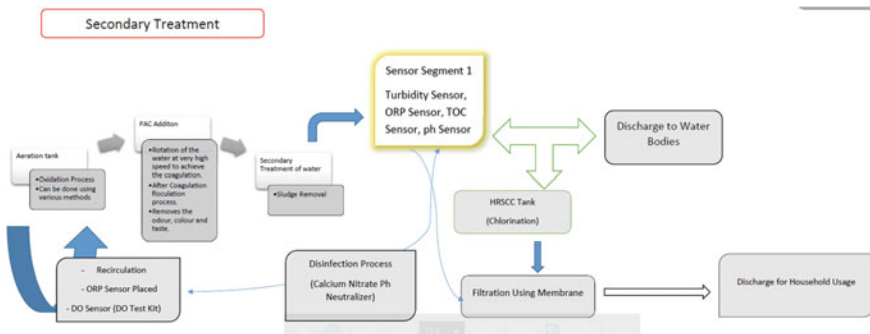 Secondary Treatment
Aeration tank
•Oxidation Process
•Can be done using
various methods
PAC Additon
•Rotation of the
water at very high
speed to achieve
the coagulation.
•After Coagulation
floculation
process.
•Removes the
odour, colour and
taste.
Secondary
Treatment of water
•Sludge Removal
Sensor Segment 1
Turbidity Sensor,
ORP Sensor, TOC
Sensor, ph Sensor
Discharge to Water
Bodies
HRSCC Tank
(Chlorination)
- Recirculation
- ORP Sensor Placed
- DO Sensor (DO Test Kit)
Disinfection Process
(Calcium Nitrate Ph
Neutralizer)
Filtration Using Membrane
Discharge for Household Usage